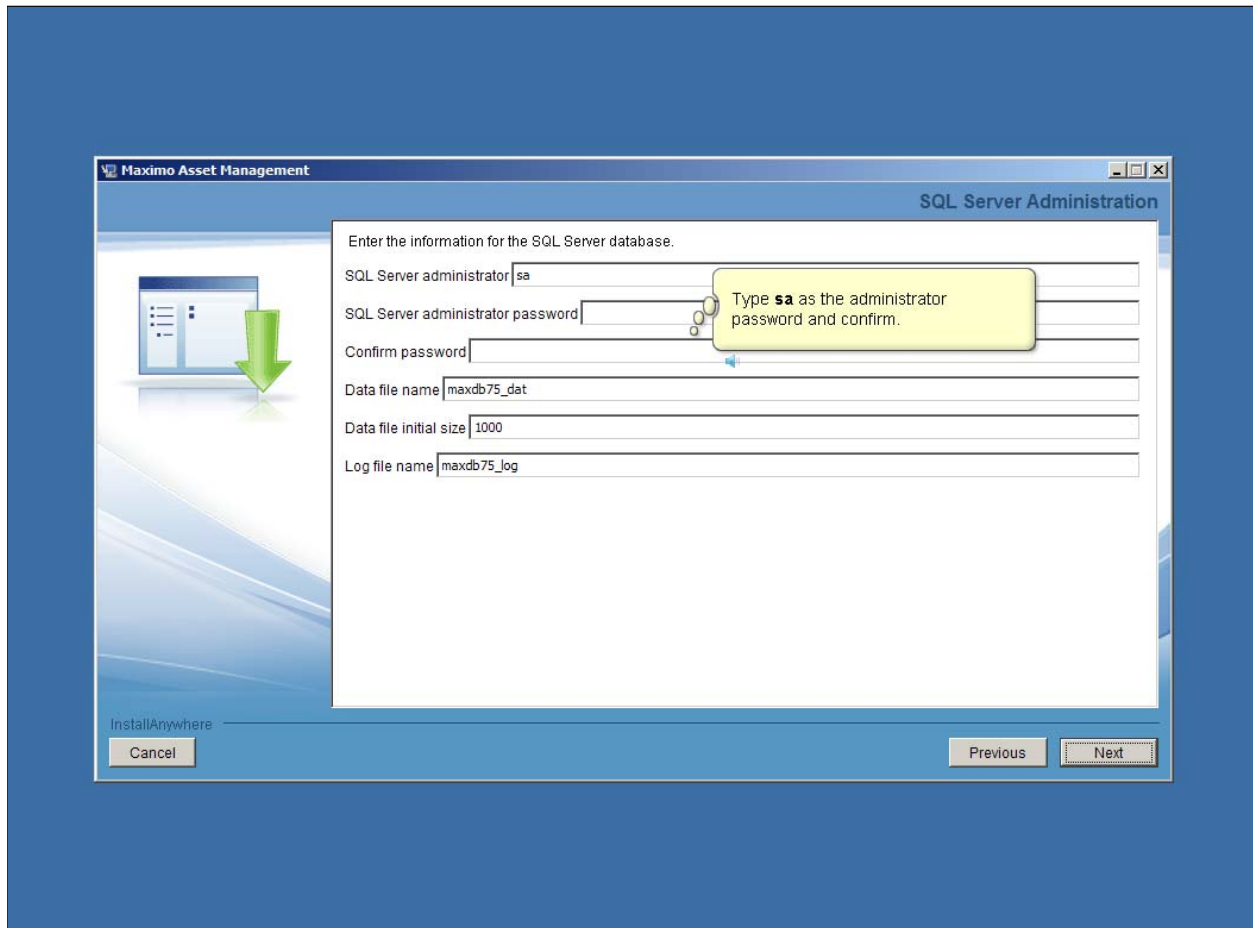 Maximo Asset Management
SQL Server Administration
Enter the information for the SQL Server database.
SQL Server administrator sa
Type sa as the administrator
password and confirm.
SQL Server administrator password
Confirm password
Data file name maxdb75_dat
Data file initial size 1000
Log file name maxdb75_log
InstallAnywhere
Cancel Previous Next